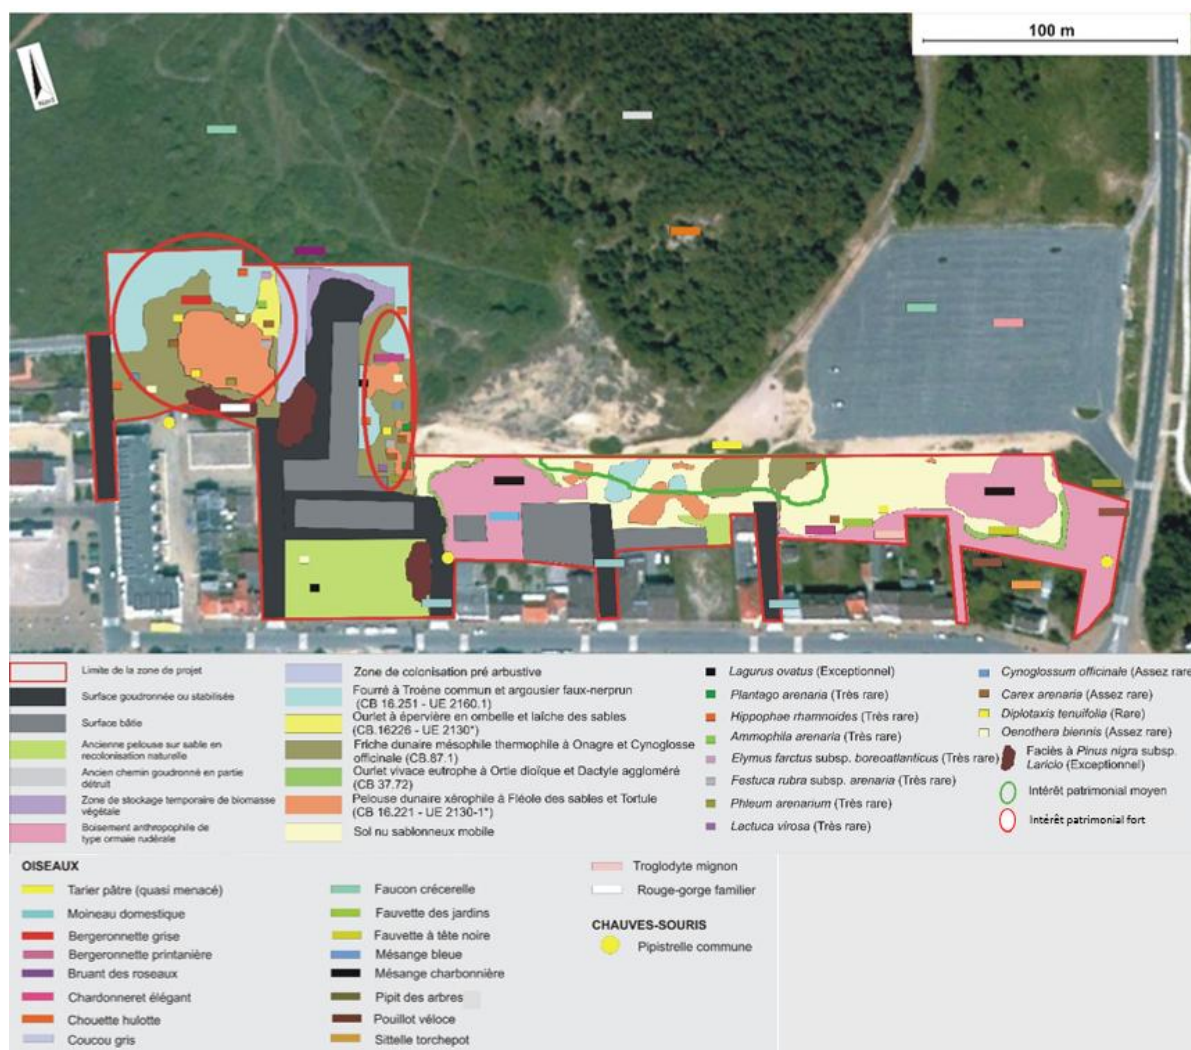 100 m
Nord
Limite de la zone de projet
Surface goudronnée ou stabilisée
Surface bâtie
Ancienne pelouse sur sable en
recolonisation naturelle
Ancien chemin goudronné en partie
détruit
Zone de stockage temporaire de biomasse
végétale
Boisement anthropophile de
type ormaie rudérale
Zone de colonisation pré arbustive
Fourré à Troène commun et argousier faux-nerprun
(CB 16.251 - UE 2160.1)
Ourlet à épervière en ombelle et laîche des sables
(CB.16226 - UE 2130*)
Friche dunaire mésophile thermophile à Onagre et Cynoglosse
officinale (CB.87.1)
Ourlet vivace eutrophe à Ortie dioïque et Dactyle aggloméré
(CB 37.72)
Pelouse dunaire xérophile à Fléole des sables et Tortule
(CB 16.221 - UE 2130-1*)
Sol nu sablonneux mobile
Lagurus ovatus (Exceptionnel)
Plantago arenaria (Très rare)
Hippophae rhamnoides (Très rare)
Ammophila arenaria (Très rare)
Elymus farctus subsp. boreoatlanticus (Très rare)
Festuca rubra subsp. arenaria (Très rare)
Phleum arenarium (Très rare)
Lactuca virosa (Très rare)
Cynoglossum officinale (Assez rare
Carex arenaria (Assez rare)
Diplotaxis tenuifolia (Rare)
Oenothera biennis (Assez rare)
Faciès à Pinus nigra subsp.
Laricio (Exceptionnel)
Intérêt patrimonial moyen
Intérêt patrimonial fort
OISEAUX
Tarier pâtre (quasi menacé)
Moineau domestique
Bergeronnette grise
Bergeronnette printanière
Bruant des roseaux
Chardonneret élégant
Chouette hulotte
Coucou gris
Faucon crécerelle
Fauvette des jardins
Fauvette à tête noire
Mésange bleue
Mésange charbonnière
Pipit des arbres
Pouillot véloce
Sittelle torchepot
Troglodyte mignon
Rouge-gorge familier
CHAUVES-SOURIS
Pipistrelle commune